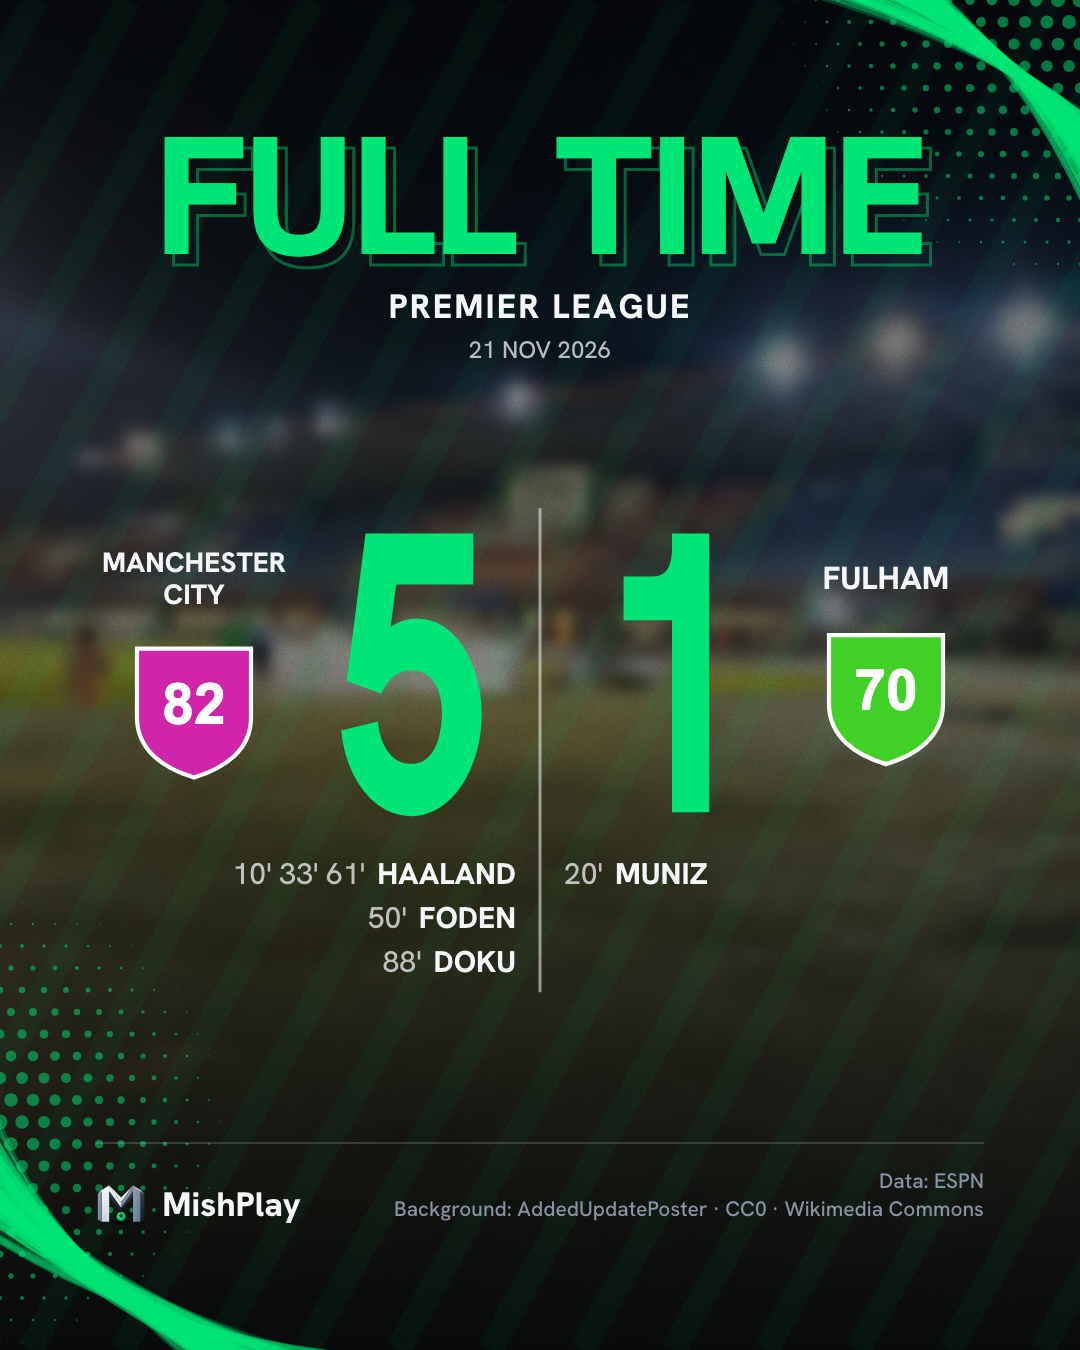 FULL TIME
PREMIER LEAGUE
21 NOV 2026
MANCHESTER
CITY
82
5
1
FULHAM
70
10' 33' 61' HAALAND
50' FODEN
88' DOKU
20' MUNIZ
MishPlay
Data: ESPN
Background: AddedUpdatePoster · CC0 · Wikimedia Commons